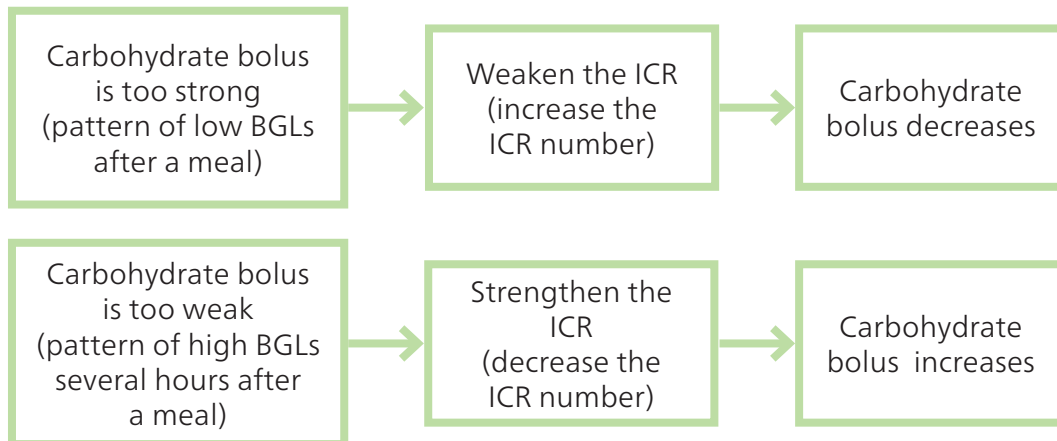 Carbohydrate bolus
is too strong
(pattern of low BGLs
after a meal)
Weaken the ICR
(increase the
ICR number)
Carbohydrate
bolus decreases
Carbohydrate bolus
is too weak
(pattern of high BGLs
several hours after
a meal)
Strengthen the
ICR
(decrease the
ICR number)
Carbohydrate
bolus increases